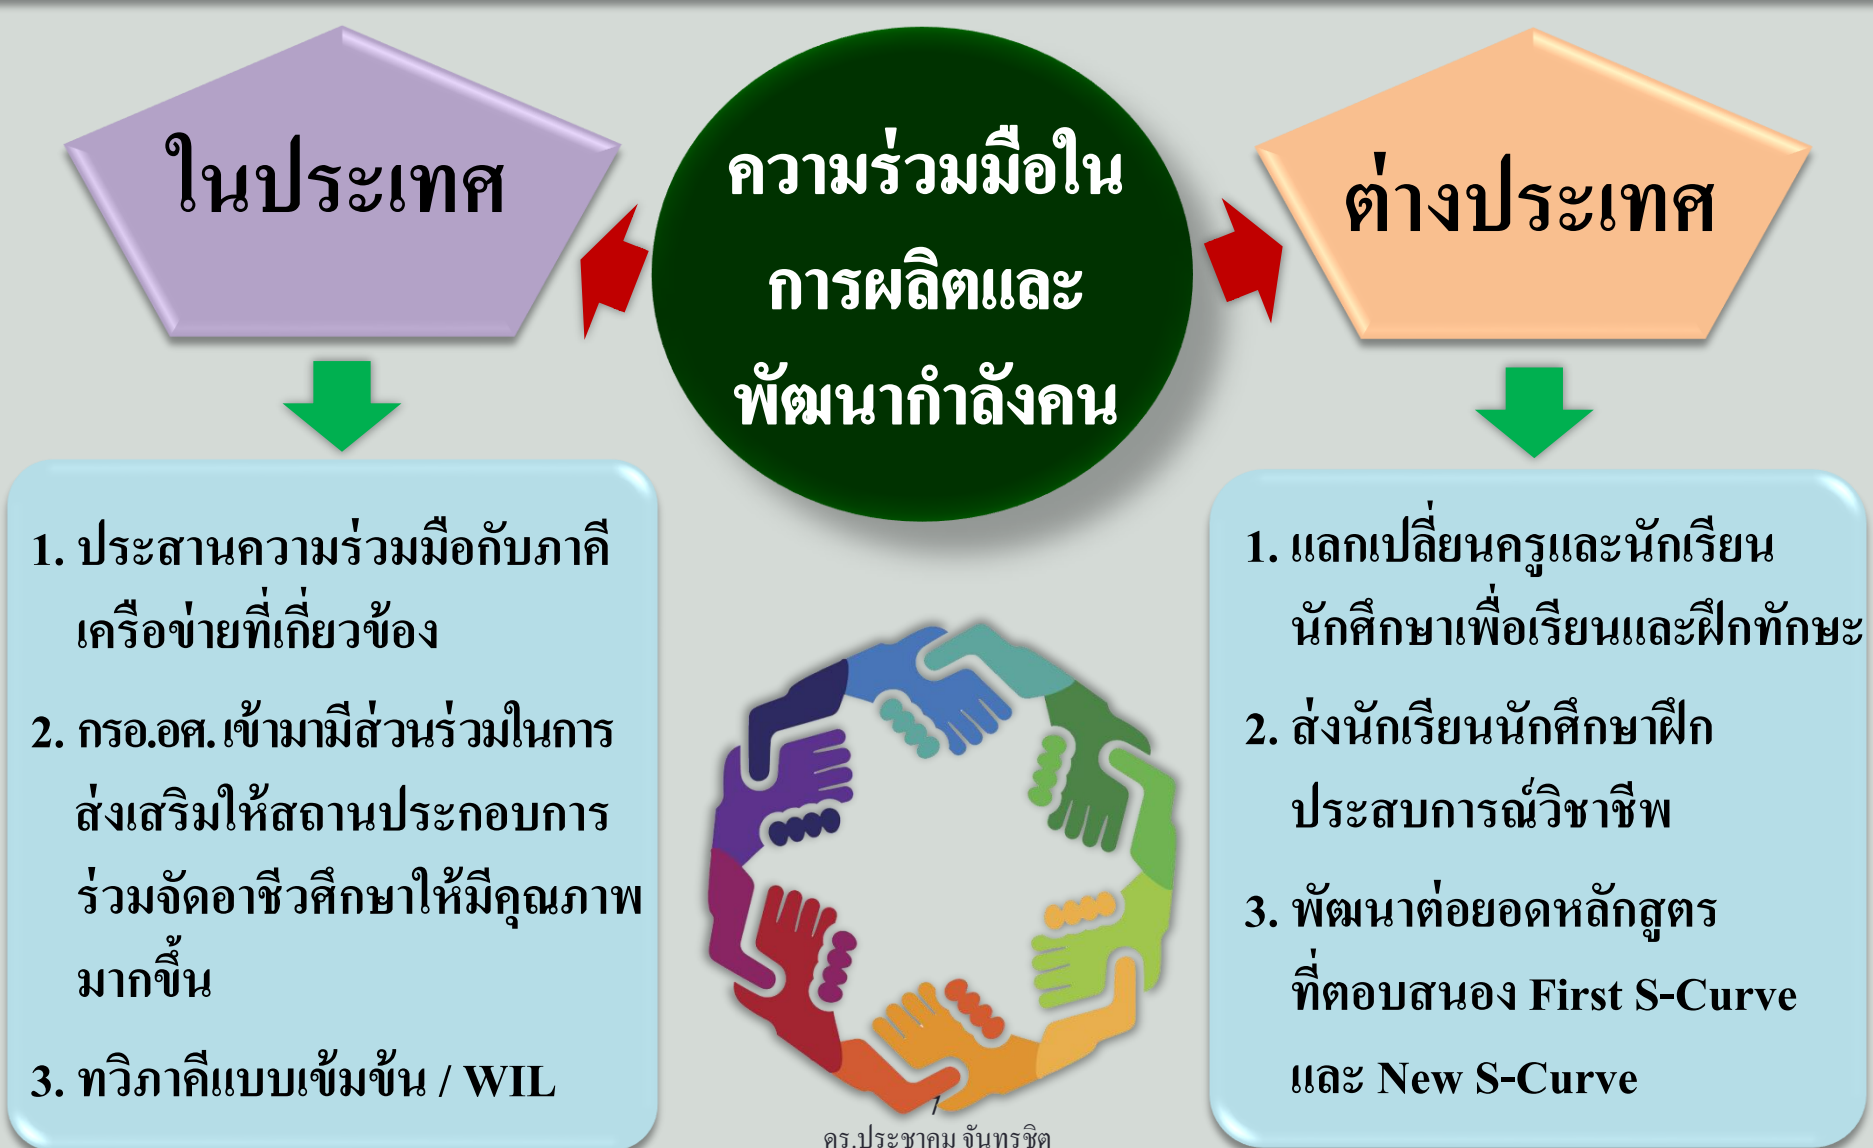 ในประเทศ
ความร่วมมือใน
การผลิตและ
พัฒนากำลังคน
ต่างประเทศ
1. ประสานความร่วมมือกับภาคี
เครือข่ายที่เกี่ยวข้อง
2. กรอ.อศ. เข้ามามีส่วนร่วมในการ
ส่งเสริมให้สถานประกอบการ
ร่วมจัดอาชีวศึกษาให้มีคุณภาพ
มากขึ้น
3. ทวิภาคีแบบเข้มข้น / WIL
1. แลกเปลี่ยนครูและนักเรียน
นักศึกษาเพื่อเรียนและฝึกทักษะ
2. ส่งนักเรียนนักศึกษาฝึก
ประสบการณ์วิชาชีพ
3. พัฒนาต่อยอดหลักสูตร
ที่ตอบสนอง First S-Curve
และ New S-Curve
ดร.ประชาคม จันทรชิต